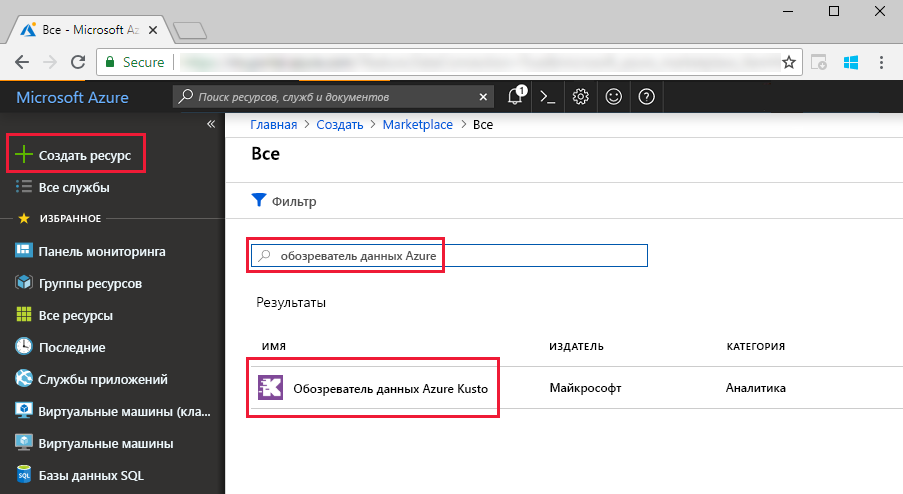 Все - Microsoft Az
Secure
Microsoft Azure
Поиск ресурсов, служб и документов
1
Главная > Создать > Marketplace > Все
Все
Создать ресурс
Все службы
ИЗБРАННОЕ
Панель мониторинга
Группы ресурсов
Все ресурсы
Последние
Службы приложений
Виртуальные машины (кла...
Виртуальные машины
Базы данных SQL
Фильтр
обозреватель данных Azure
Результаты
ИМЯ ИЗДАТЕЛЬ КАТЕГОРИЯ
Обозреватель данных Azure Kusto Майкрософт Аналитика